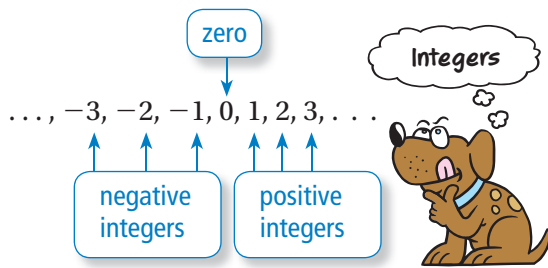 zero
Integers
. . . , −3, −2, −1, 0, 1, 2, 3, . . .
negative
integers
positive
integers